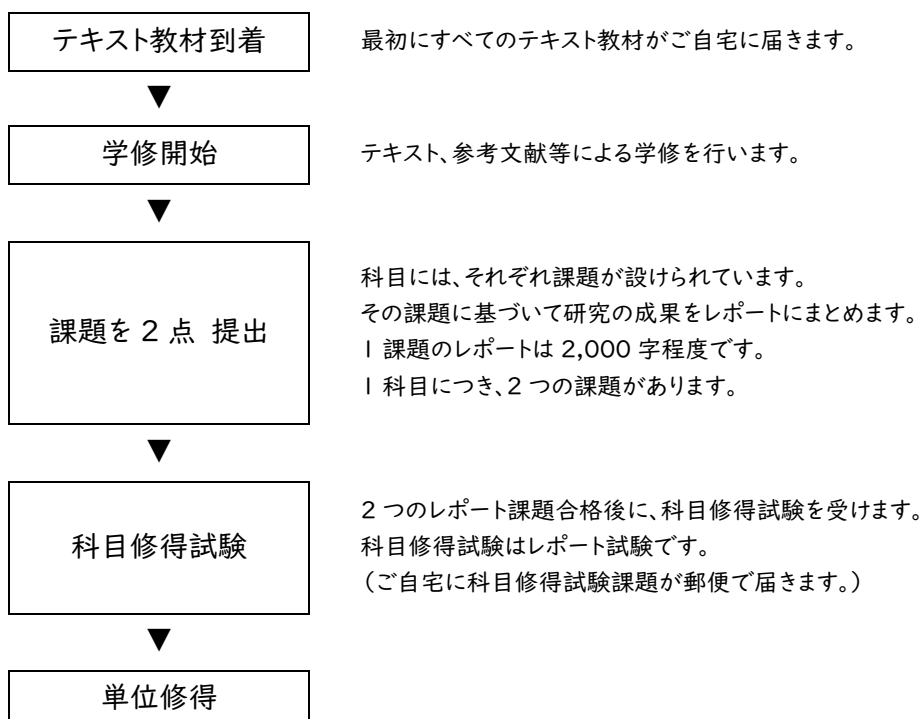 テキスト教材到着
最初にすべてのテキスト教材がご自宅に届きます。
▼
学修開始
テキスト、参考文献等による学修を行います。
▼
課題を2点 提出
科目には、それぞれ課題が設けられています。
その課題に基づいて研究の成果をレポートにまとめます。
1課題のレポートは2,000字程度です。
1科目につき、2つの課題があります。
▼
科目修得試験
2つのレポート課題合格後に、科目修得試験を受けます。
科目修得試験はレポート試験です。
(ご自宅に科目修得試験課題が郵便で届きます。)
▼
単位修得